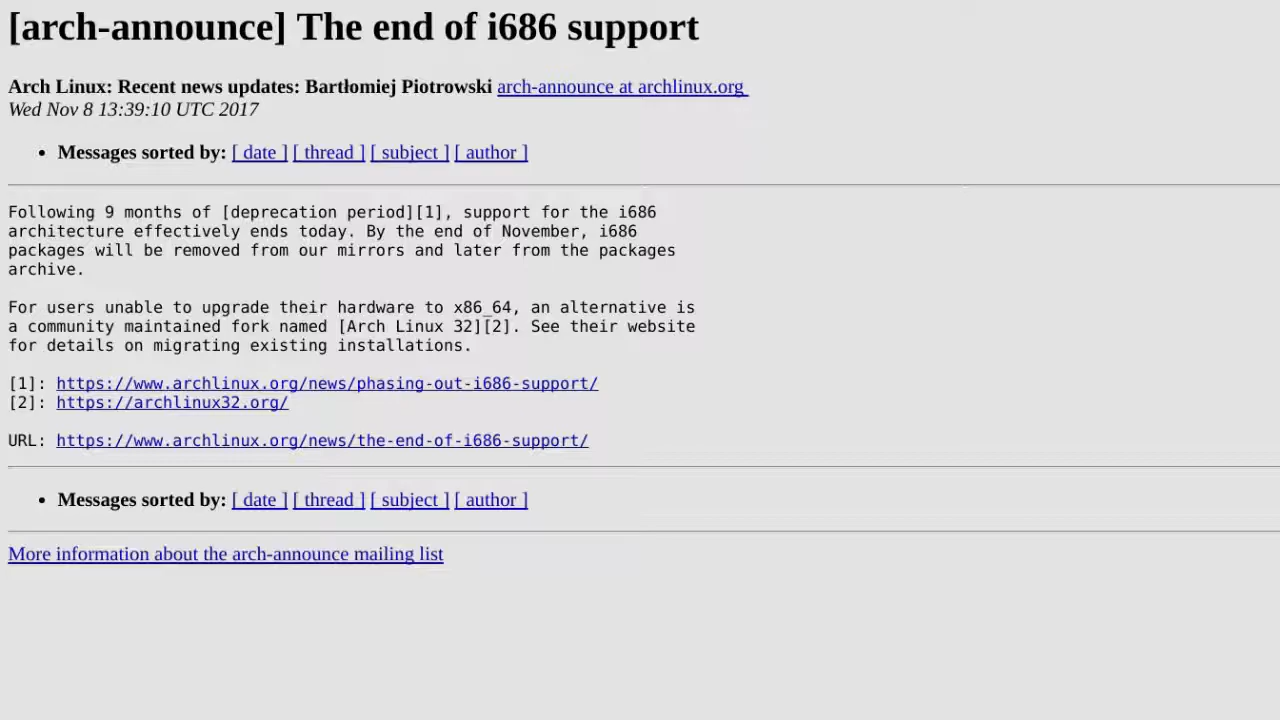 [arch-announce] The end of i686 support
Arch Linux: Recent news updates: Bartłomiej Piotrowski arch-announce at archlinux.org
Wed Nov 8 13:39:10 UTC 2017
• Messages sorted by: [ date ] [ thread ] [ subject ] [ author ]
Following 9 months of [deprecation period][1], support for the i686
architecture effectively ends today. By the end of November, i686
packages will be removed from our mirrors and later from the packages
archive.
For users unable to upgrade their hardware to x86_64, an alternative is
a community maintained fork named [Arch Linux 32][2]. See their website
for details on migrating existing installations.
[1]: https://www.archlinux.org/news/phasing-out-i686-support/
[2]: https://archlinux32.org/
URL: https://www.archlinux.org/news/the-end-of-i686-support/
• Messages sorted by: [ date ] [ thread ] [ subject ] [ author ]
More information about the arch-announce mailing list